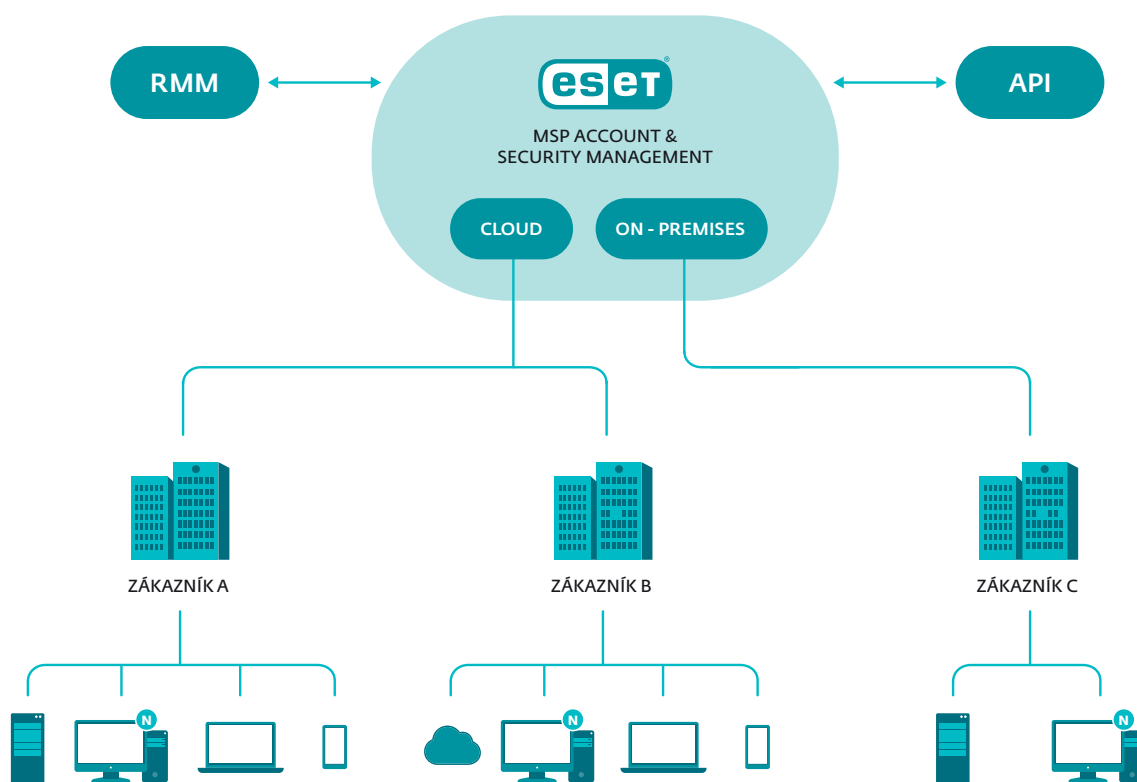 RMM
eseT®
API
MSP ACCOUNT &
SECURITY MANAGEMENT
CLOUD
ON - PREMISES
ZÁKAZNÍK A
ZÁKAZNÍK B
ZÁKAZNÍK C
N
N
N